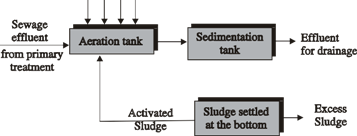 Sewage
effluent
from primary
treatment
Aeration tank
Sedimentation
tank
Effluent
for drainage
Activated
Sludge
Sludge settled
at the bottom
Excess
Sludge